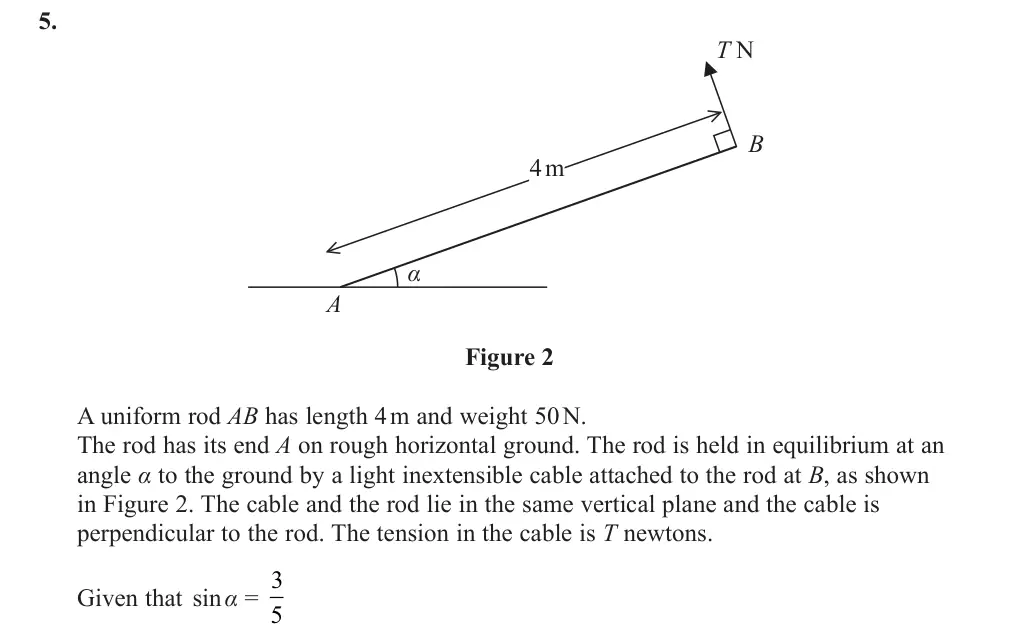 5.
T N
B
4 m
α
A
Figure 2
A uniform rod AB has length 4 m and weight 50 N.
The rod has its end A on rough horizontal ground. The rod is held in equilibrium at an
angle α to the ground by a light inextensible cable attached to the rod at B, as shown
in Figure 2. The cable and the rod lie in the same vertical plane and the cable is
perpendicular to the rod. The tension in the cable is T newtons.
Given that sin α = 3/5